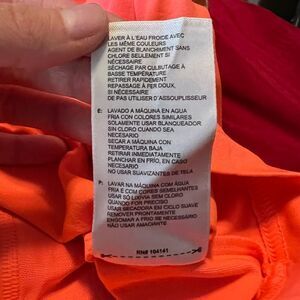 LAVER À L'EAU FROIDE AVEC
LES MÊME COULEURS
AGENT DE BLANCHIMENT SANS
CHLORE SEULEMENT SI
NÉCESSAIRE
SÉCHAGE PAR CULBUTAGE À
BASSE TEMPÉRATURE
RETIRER RAPIDEMENT
REPASSAGE À FER DOUX,
SI NÉCESSAIRE
DE PAS UTILISER D'ASSOUPLISSEUR
E: LAVADO A MÁQUINA EN AGUA
FRÍA CON COLORES SIMILARES
SOLAMENTE USAR BLANQUEADOR
SIN CLORO CUANDO SEA
NECESARIO
SECAR A MÁQUINA CON
TEMPERATURA BAJA
RETIRAR INMEDIATAMENTE
PLANCHAR EN FRÍO, EN CASO
NECESARIO
NO USAR SUAVIZANTES DE TELA
P: LAVAR NA MÁQUINA COM ÁGUA
FRIA COM CORES SEMELHANTES
USAR SÓ LIXÍVIA SEM CLORO
QUANDO FOR PRECISO
USAR SECADORA EM CICLO SUAVE
REMOVER PRONTAMENTE
ENGOMAR A FRIO SE NECESSÁRIO
NÃO USAR AMACIANTE
RN# 104141